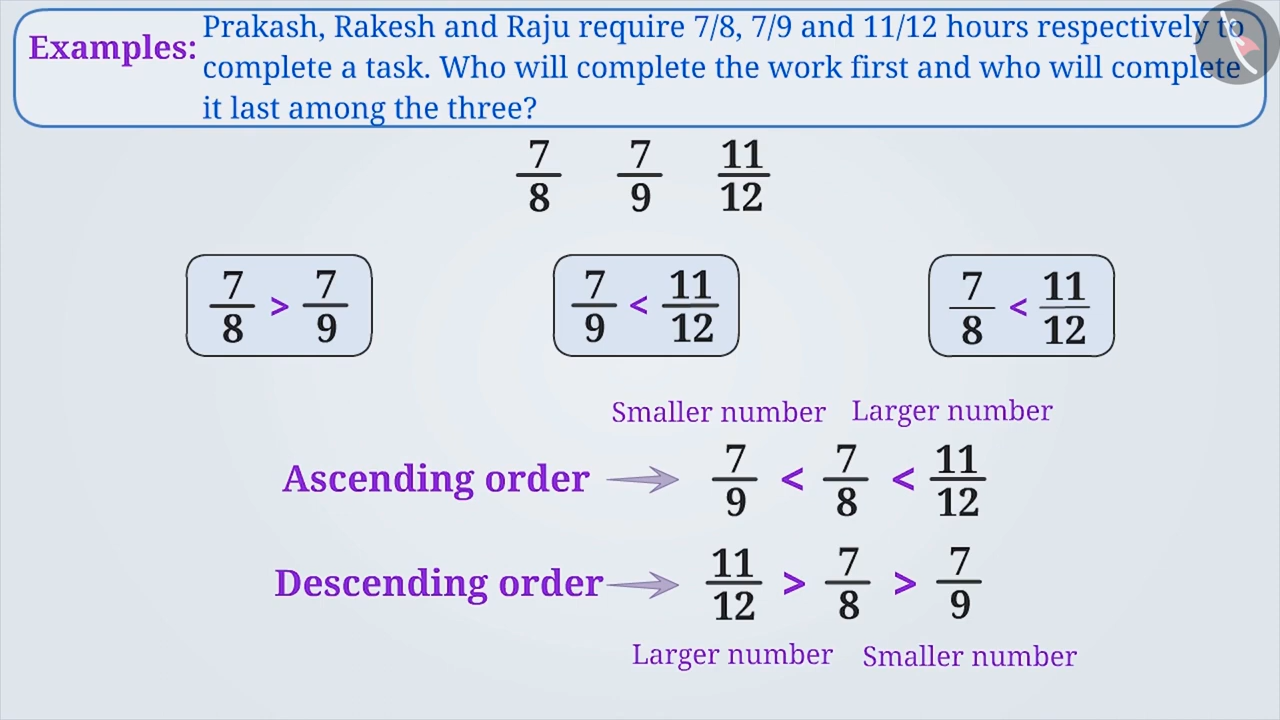 Examples: Prakash, Rakesh and Raju require 7/8, 7/9 and 11/12 hours respectively to
complete a task. Who will complete the work first and who will complete
it last among the three?
7/8 7/9 11/12
7/8 > 7/9 7/9 < 11/12 7/8 < 11/12
Smaller number Larger number
Ascending order 7/9 < 7/8 < 11/12
Descending order 11/12 > 7/8 > 7/9
Larger number Smaller number